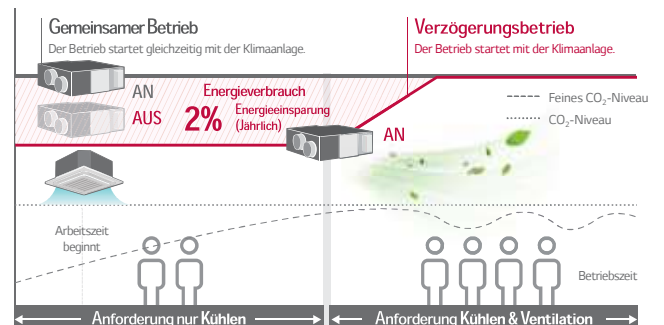 Gemeinsamer Betrieb
Der Betrieb startet gleichzeitig mit der Klimaanlage.
Verzögerungsbetrieb
Der Betrieb startet mit der Klimaanlage.
AN
AUS
Energieverbrauch
2% Energieeinsparung
(Jährlich)
AN
Feines CO₂-Niveau
CO₂-Niveau
Arbeitszeit
beginnt
Betriebszeit
Anforderung nur Kühlen
Anforderung Kühlen & Ventilation